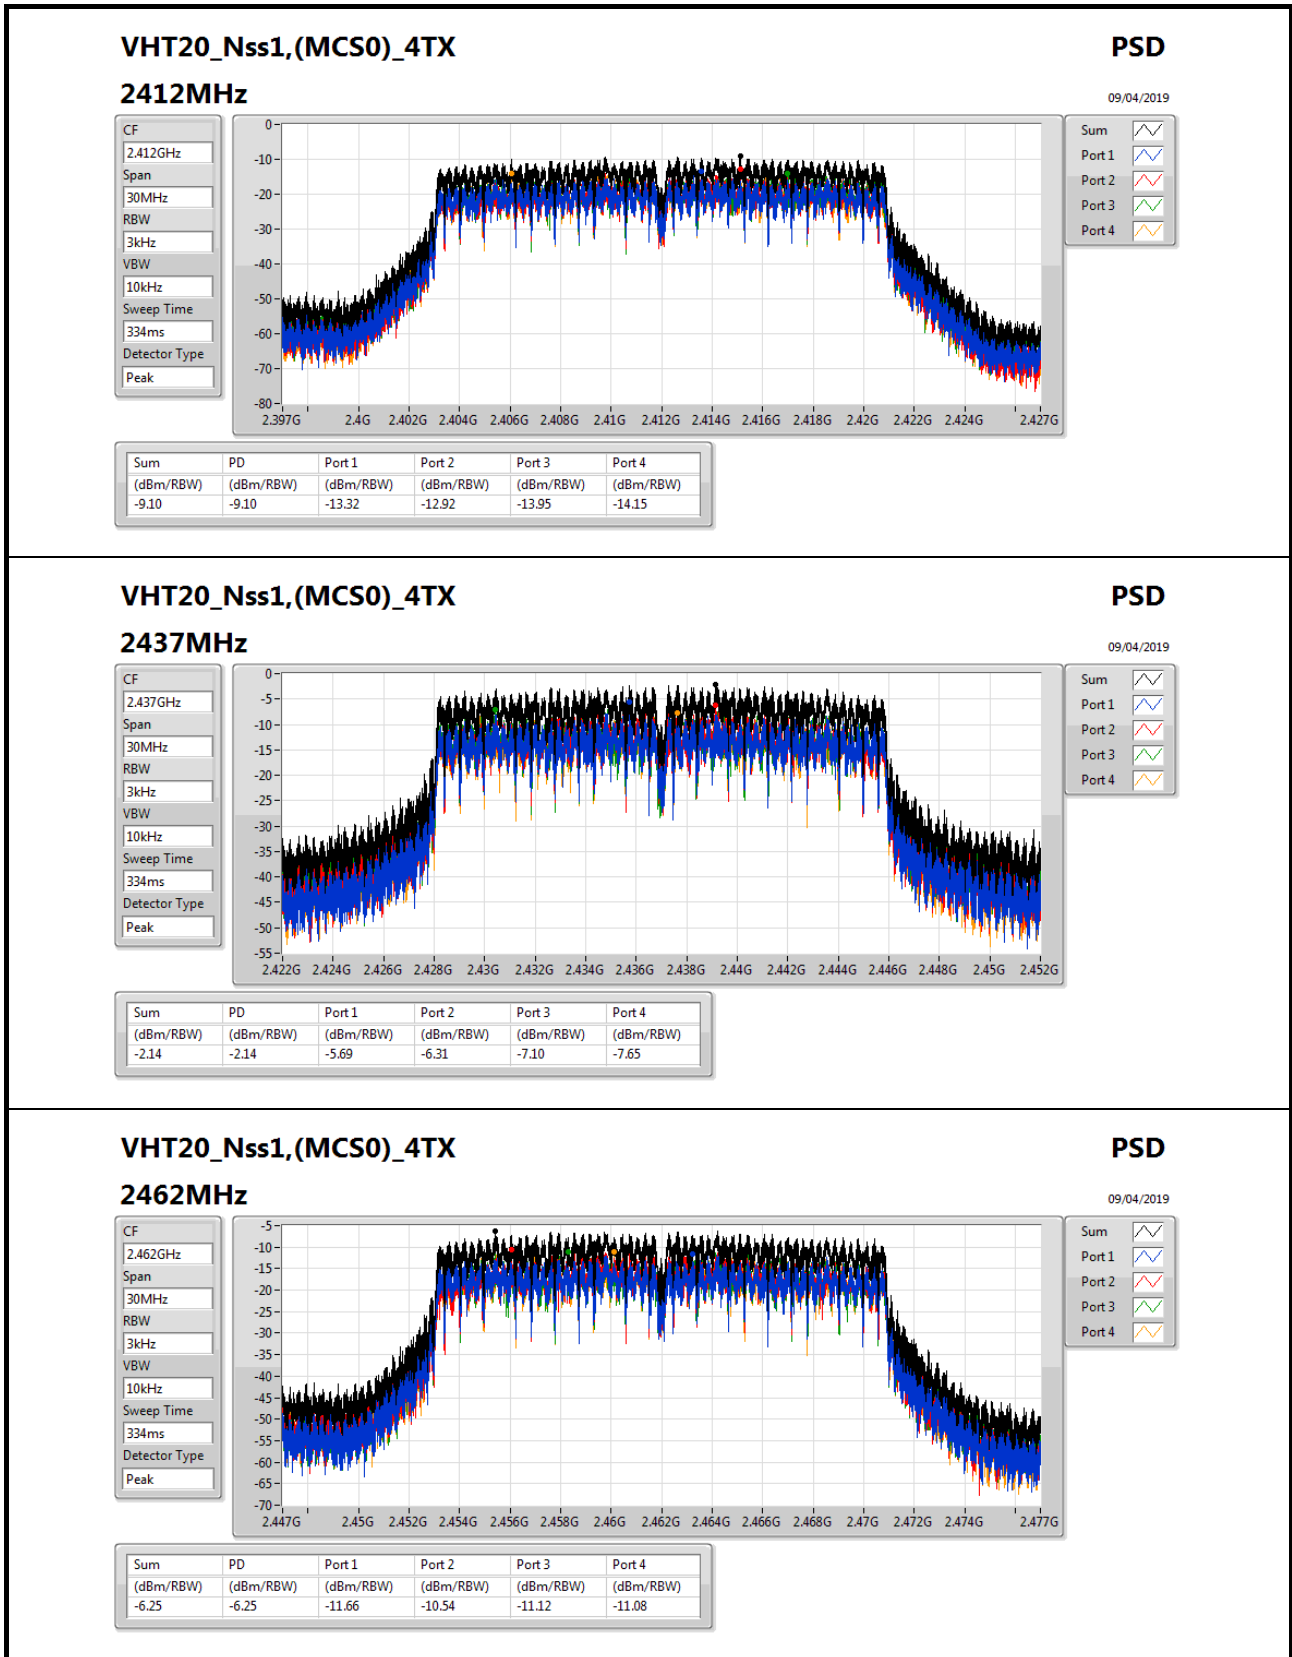 VHT20_Nss1,(MCS0)_4TX PSD
2412MHz 09/04/2019
CF
2.412GHz
Span
30MHz
RBW
3kHz
VBW
10kHz
Sweep Time
334ms
Detector Type
Peak
0
-10
-20
-30
-40
-50
-60
-70
-80
2.397G 2.4G 2.402G 2.404G 2.406G 2.408G 2.41G 2.412G 2.414G 2.416G 2.418G 2.42G 2.422G 2.424G 2.427G
Sum
Port 1
Port 2
Port 3
Port 4
Sum PD Port 1 Port 2 Port 3 Port 4
(dBm/RBW) (dBm/RBW) (dBm/RBW) (dBm/RBW) (dBm/RBW) (dBm/RBW)
-9.10 -9.10 -13.32 -12.92 -13.95 -14.15
VHT20_Nss1,(MCS0)_4TX PSD
2437MHz 09/04/2019
CF
2.437GHz
Span
30MHz
RBW
3kHz
VBW
10kHz
Sweep Time
334ms
Detector Type
Peak
0
-5
-10
-15
-20
-25
-30
-35
-40
-45
-50
-55
2.422G 2.424G 2.426G 2.428G 2.43G 2.432G 2.434G 2.436G 2.438G 2.44G 2.442G 2.444G 2.446G 2.448G 2.45G 2.452G
Sum
Port 1
Port 2
Port 3
Port 4
Sum PD Port 1 Port 2 Port 3 Port 4
(dBm/RBW) (dBm/RBW) (dBm/RBW) (dBm/RBW) (dBm/RBW) (dBm/RBW)
-2.14 -2.14 -5.69 -6.31 -7.10 -7.65
VHT20_Nss1,(MCS0)_4TX PSD
2462MHz 09/04/2019
CF
2.462GHz
Span
30MHz
RBW
3kHz
VBW
10kHz
Sweep Time
334ms
Detector Type
Peak
-5
-10
-15
-20
-25
-30
-35
-40
-45
-50
-55
-60
-65
-70
2.447G 2.45G 2.452G 2.454G 2.456G 2.458G 2.46G 2.462G 2.464G 2.466G 2.468G 2.47G 2.472G 2.474G 2.477G
Sum
Port 1
Port 2
Port 3
Port 4
Sum PD Port 1 Port 2 Port 3 Port 4
(dBm/RBW) (dBm/RBW) (dBm/RBW) (dBm/RBW) (dBm/RBW) (dBm/RBW)
-6.25 -6.25 -11.66 -10.54 -11.12 -11.08